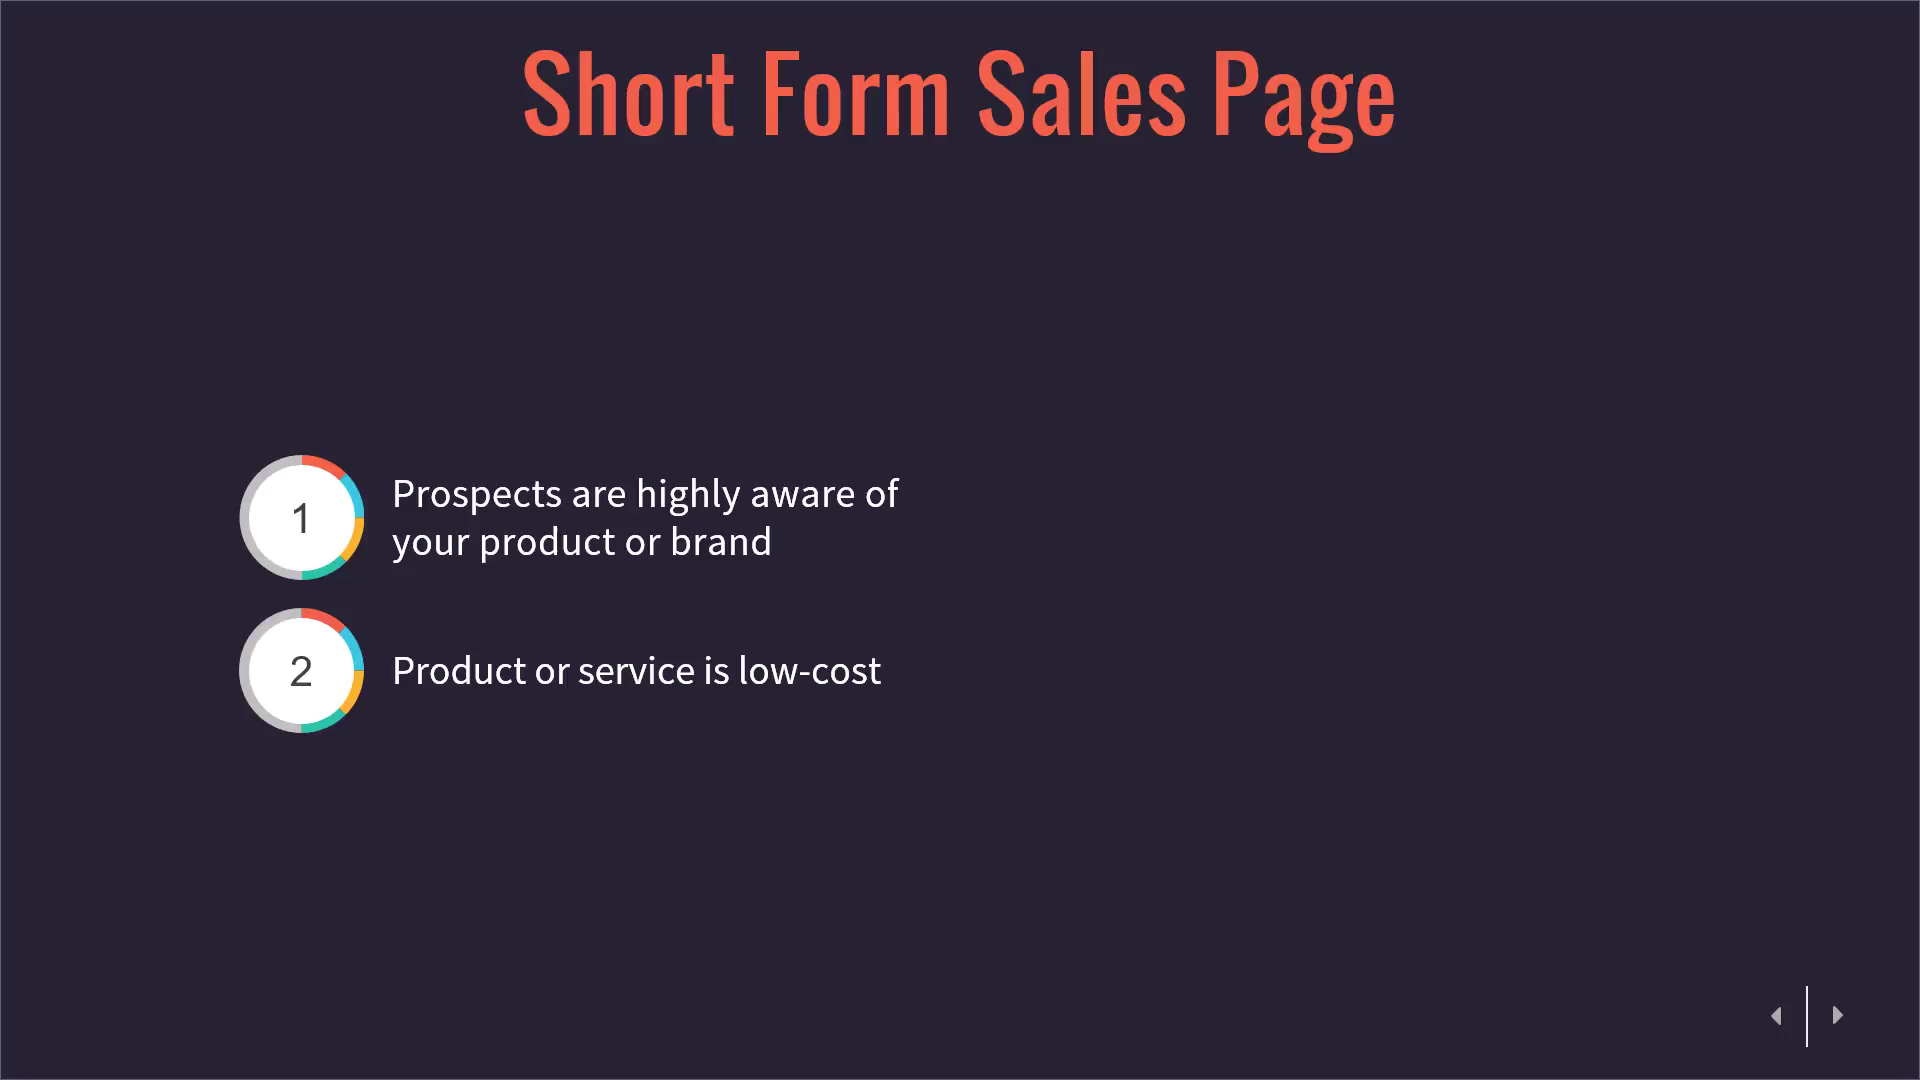 Short Form Sales Page
1
Prospects are highly aware of
your product or brand
2
Product or service is low-cost